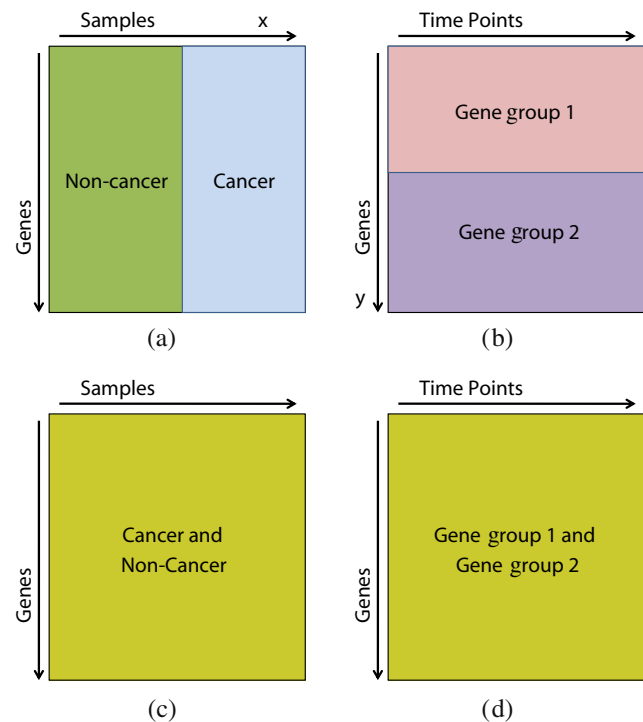 Samples x
Genes
Non-cancer
Cancer
(a)
Time Points
Genes
y
Gene group 1
Gene group 2
(b)
Samples
Genes
Cancer and
Non-Cancer
(c)
Time Points
Genes
Gene group 1 and
Gene group 2
(d)